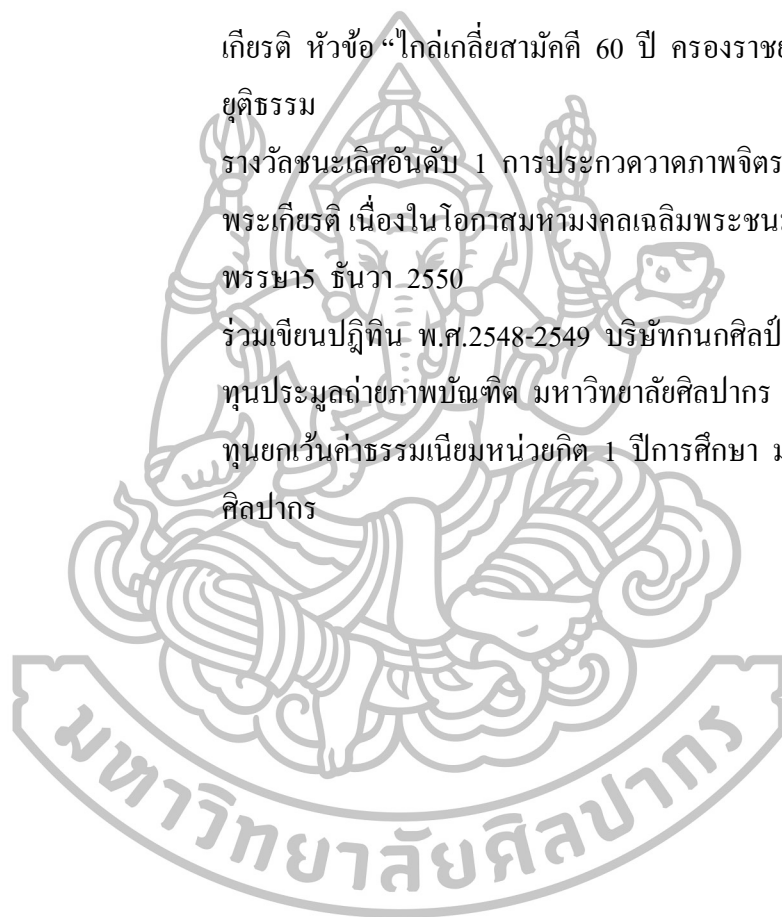 เกียรติ หัวข้อ “ไกล่เกลี่ยสามัคคี 60 ปี ครองราชย
ยุติธรรม
รางวัลชนะเลิศอันดับ 1 การประกวดวาดภาพจิตร
พระเกียรติ เนื่องในโอกาสมหามงคลเฉลิมพระชน
พรรษา5 ธันวา 2550
ร่วมเขียนปฎิทิน พ.ศ.2548-2549 บริษัทกนกศิลป์
ทุนประมูลถ่ายภาพบัณฑิต มหาวิทยาลัยศิลปากร
ทุนยกเว้นค่าธรรมเนียมหน่วยกิต 1 ปีการศึกษา ม
ศิลปากร
มหาวิทยาลัยศิลปากร